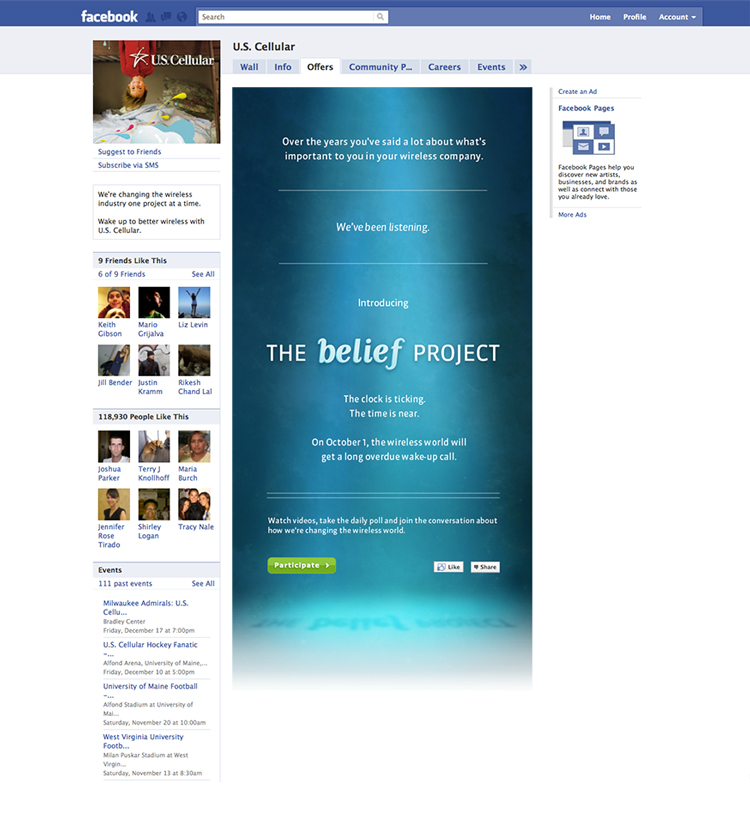 facebook
Search
Home Profile Account
U.S. Cellular
U.S. Cellular
Wall Info Offers Community P... Careers Events »
Suggest to Friends
Subscribe via SMS
We're changing the wireless
industry one project at a time.
Wake up to better wireless with
U.S. Cellular.
9 Friends Like This
6 of 9 Friends See All
Keith
Gibson
Mario
Grijalva
Liz Levin
Jill Bender
Justin
Kramm
Rikesh
Chand Lal
118,930 People Like This
Joshua
Parker
Terry J
Knollhoff
Maria
Burch
Jennifer
Rose
Tirado
Shirley
Logan
Tracy Nale
Events
111 past events See All
Milwaukee Admirals: U.S.
Cellu...
Bradley Center
Friday, December 17 at 7:00pm
U.S. Cellular Hockey Fanatic
–...
Alfond Arena, University of Maine,...
Friday, December 10 at 5:00pm
University of Maine Football
–...
Alfond Stadium at University of
Mai...
Saturday, November 20 at 10:00am
West Virginia University
Footb...
Milan Puskar Stadium at West
Virgin...
Saturday, November 13 at 8:30am
Over the years you've said a lot about what's
important to you in your wireless company.
We've been listening.
Introducing
THE belief PROJECT
The clock is ticking.
The time is near.
On October 1, the wireless world will
get a long overdue wake-up call.
Watch videos, take the daily poll and join the conversation about
how we're changing the wireless world.
Participate ›
Like Share
THE belief PROJECT
Create an Ad
Facebook Pages
Facebook Pages help you
discover new artists,
businesses, and brands as
well as connect with those
you already love.
More Ads